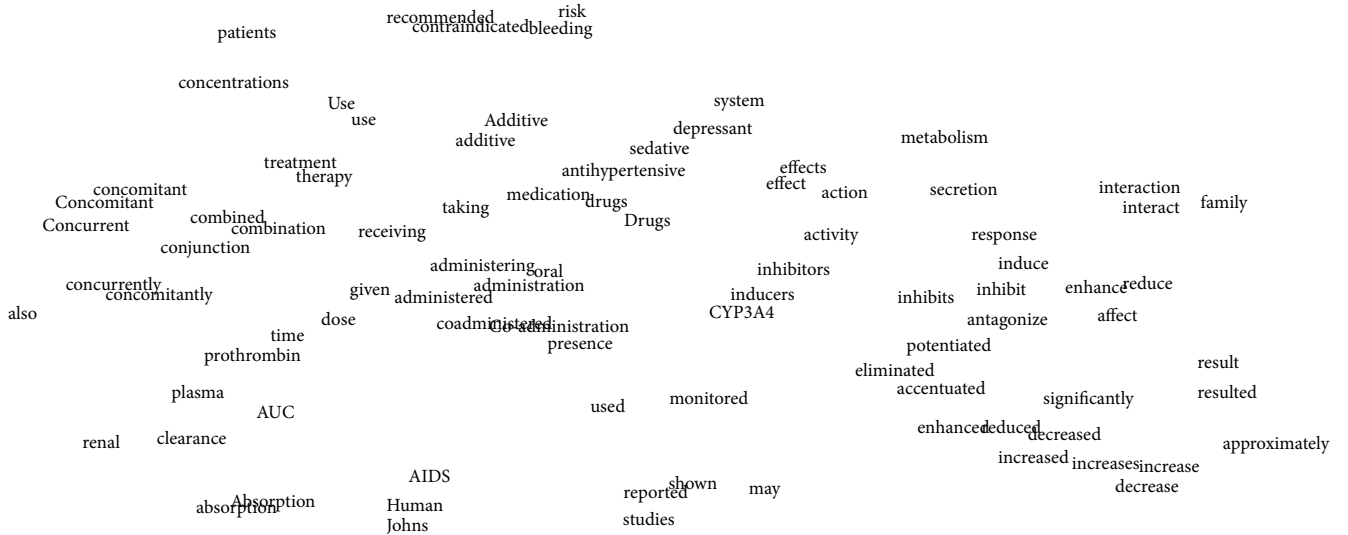 risk
recommended
contraindicated
bleeding
patients
concentrations
Use
use
system
Additive
additive
depressant
sedative
metabolism
treatment
therapy
antihypertensive
effects
effect
action
secretion
interaction
interact
family
concomitant
Concomitant
Concurrent
combined
combination
conjunction
receiving
taking
medication
drugs
Drugs
activity
response
induce
administering
oral
administration
inhibitors
inducers
CYP3A4
inhibits
inhibit
enhance
reduce
concurrently
concomitantly
given
administered
also
dose
coadministered
Co-administration
presence
antagonize
affect
time
prothrombin
potentiated
eliminated
accentuated
result
resulted
plasma
AUC
used
monitored
significantly
renal
clearance
enhanced
reduced
decreased
approximately
increased
increases
increase
decrease
AIDS
shown
reported
may
absorption
Absorption
Human
Johns
studies